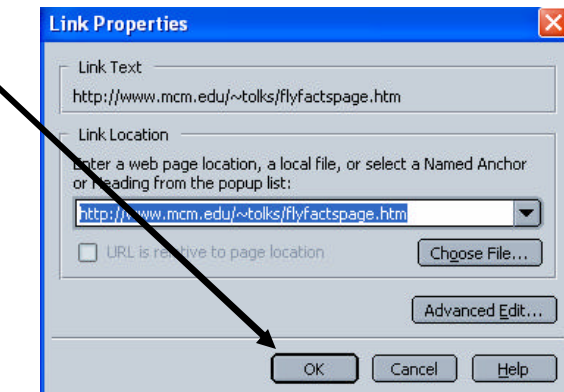 Link Properties
Link Text
http://www.mcm.edu/~tolks/flyfactspage.htm
Link Location
Enter a web page location, a local file, or select a Named Anchor
or Heading from the popup list:
http://www.mcm.edu/~tolks/flyfactspage.htm
URL is relative to page location
Choose File...
Advanced Edit...
OK Cancel Help